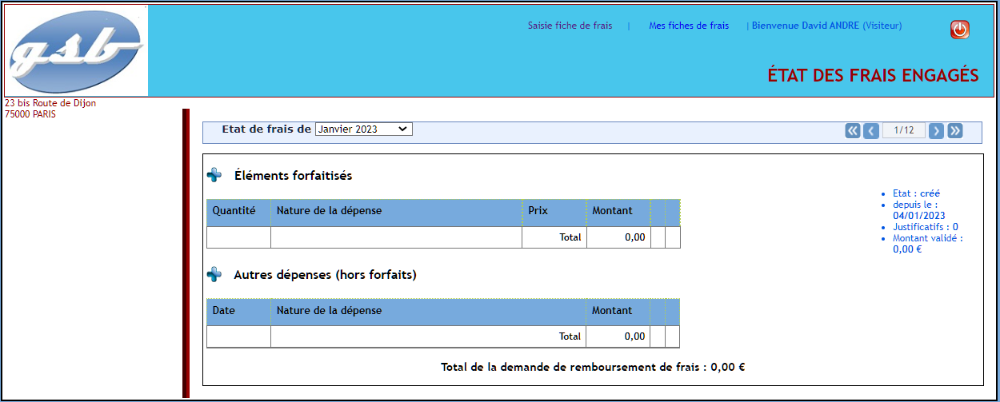 gsb
Saisie fiche de frais | Mes fiches de frais | Bienvenue David ANDRE (Visiteur)
ÉTAT DES FRAIS ENGAGÉS
23 bis Route de Dijon
75000 PARIS
Etat de frais de Janvier 2023
1/12
Éléments forfaitisés
Quantité Nature de la dépense Prix Montant
Total 0,00
Etat : créé
depuis le :
04/01/2023
Justificatifs : 0
Montant validé :
0,00 €
Autres dépenses (hors forfaits)
Date Nature de la dépense Montant
Total 0,00
Total de la demande de remboursement de frais : 0,00 €